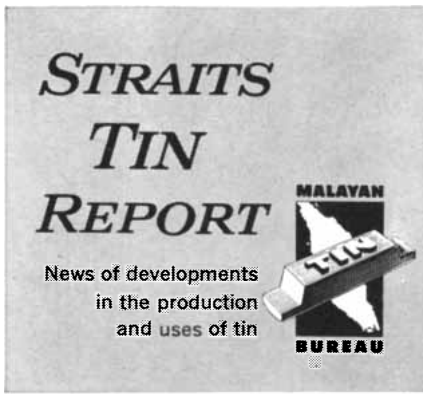 STRAITS
TIN
REPORT
MALAYAN
TIN
BUREAU
News of developments
in the production
and uses of tin